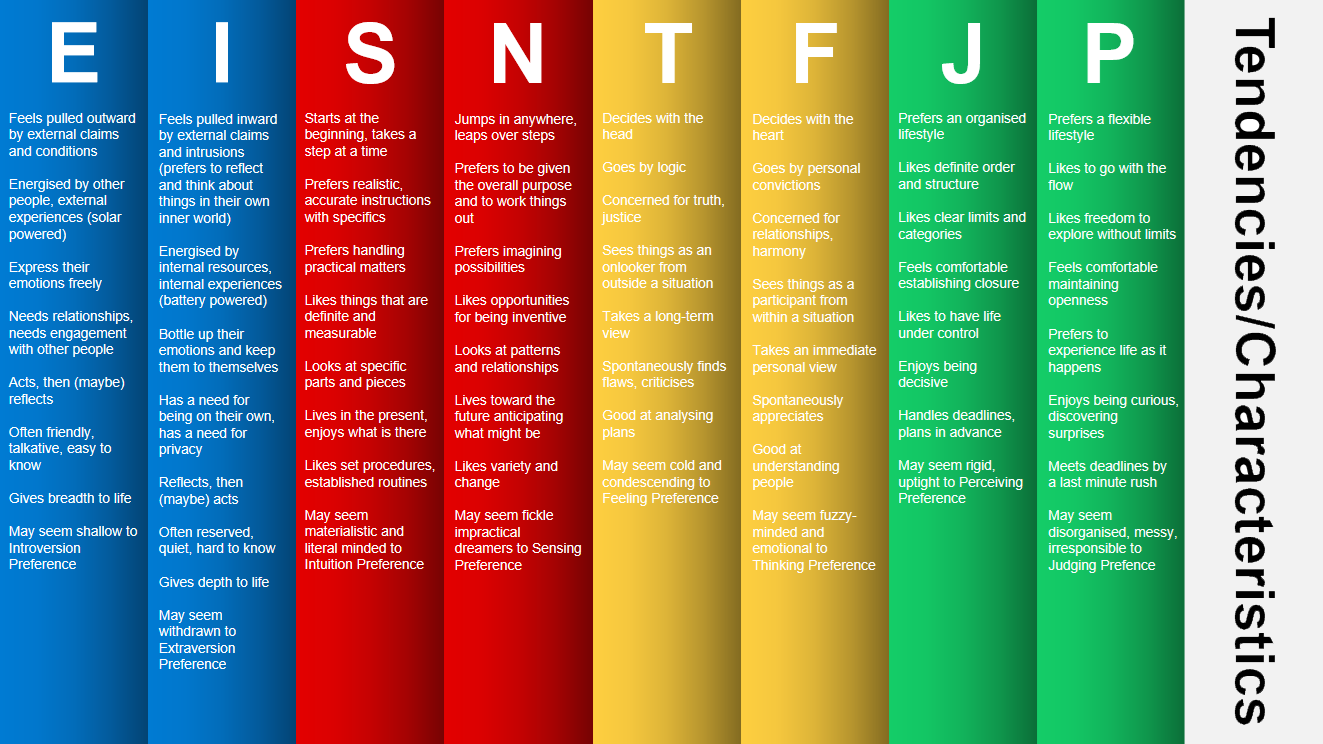 E
Feels pulled outward
by external claims
and conditions
Energised by other
people, external
experiences (solar
powered)
Express their
emotions freely
Needs relationships,
needs engagement
with other people
Acts, then (maybe)
reflects
Often friendly,
talkative, easy to
know
Gives breadth to life
May seem shallow to
Introversion
Preference
I
Feels pulled inward
by external claims
and intrusions
(prefers to reflect
and think about
things in their own
inner world)
Energised by
internal resources,
internal experiences
(battery powered)
Bottle up their
emotions and keep
them to themselves
Has a need for
being on their own,
has a need for
privacy
Reflects, then
(maybe) acts
Often reserved,
quiet, hard to know
Gives depth to life
May seem
withdrawn to
Extraversion
Preference
S
Starts at the
beginning, takes a
step at a time
Prefers realistic,
accurate instructions
with specifics
Prefers handling
practical matters
Likes things that are
definite and
measurable
Looks at specific
parts and pieces
Lives in the present,
enjoys what is there
Likes set procedures,
established routines
May seem
materialistic and
literal minded to
Intuition Preference
N
Jumps in anywhere,
leaps over steps
Prefers to be given
the overall purpose
and to work things
out
Prefers imagining
possibilities
Likes opportunities
for being inventive
Looks at patterns
and relationships
Lives toward the
future anticipating
what might be
Likes variety and
change
May seem fickle
impractical
dreamers to Sensing
Preference
T
Decides with the
head
Goes by logic
Concerned for truth,
justice
Sees things as an
onlooker from
outside a situation
Takes a long-term
view
Spontaneously finds
flaws, criticises
Good at analysing
plans
May seem cold and
condescending to
Feeling Preference
F
Decides with the
heart
Goes by personal
convictions
Concerned for
relationships,
harmony
Sees things as a
participant from
within a situation
Takes an immediate
personal view
Spontaneously
appreciates
Good at
understanding
people
May seem fuzzy-
minded and
emotional to
Thinking Preference
J
Prefers an organised
lifestyle
Likes definite order
and structure
Likes clear limits and
categories
Feels comfortable
establishing closure
Likes to have life
under control
Enjoys being
decisive
Handles deadlines,
plans in advance
May seem rigid,
uptight to Perceiving
Preference
P
Prefers a flexible
lifestyle
Likes to go with the
flow
Likes freedom to
explore without limits
Feels comfortable
maintaining
openness
Prefers to
experience life as it
happens
Enjoys being curious,
discovering
surprises
Meets deadlines by
a last minute rush
May seem
disorganised, messy,
irresponsible to
Judging Prefence
Tendencies/Characteristics